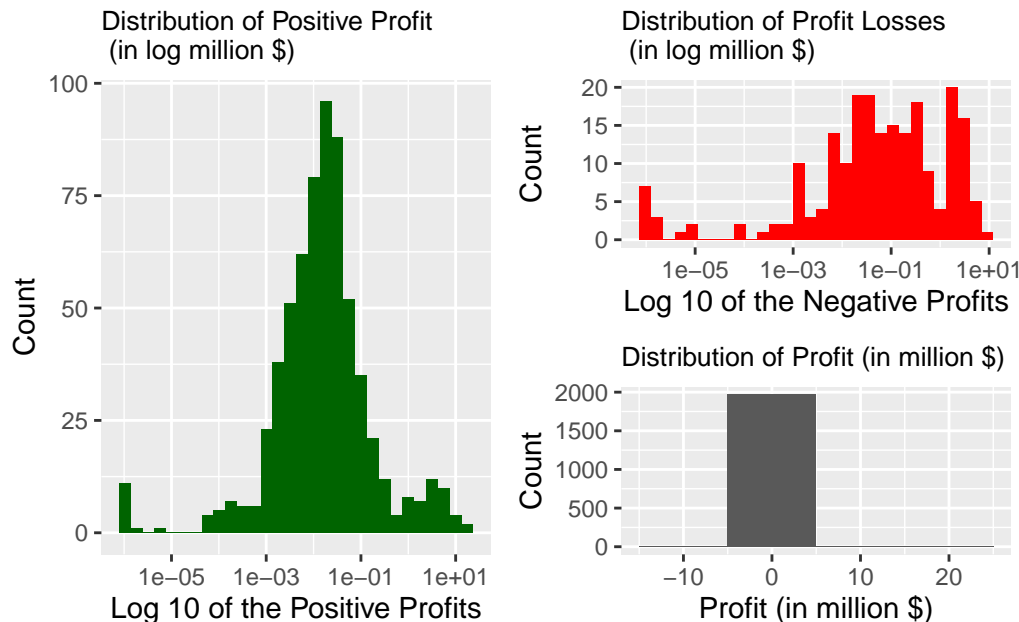 Distribution of Positive Profit
(in log million $)
100
75
50
25
0
Count
1e−05
1e−03
1e−01
1e+01
Log 10 of the Positive Profits
Distribution of Profit Losses
(in log million $)
20
15
10
5
0
Count
1e−05
1e−03
1e−01
1e+01
Log 10 of the Negative Profits
Distribution of Profit (in million $)
2000
1500
1000
500
0
Count
−10
0
10
20
Profit (in million $)